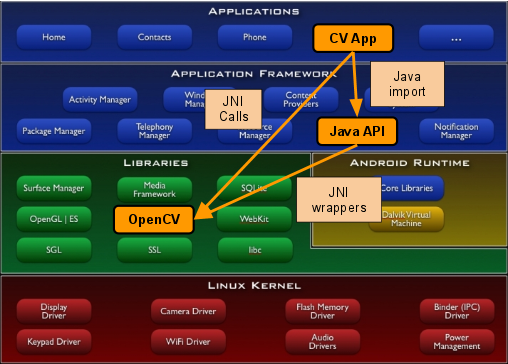 APPLICATIONS
Home
Contacts
Phone
CV App
...
APPLICATION FRAMEWORK
Java
import
Activity Manager
JNI
Calls
Content
Providers
Package Manager
Telephony
Manager
Manager
Java API
Notification
Manager
LIBRARIES
ANDROID RUNTIME
Surface Manager
Media
Framework
SQLite
JNI
wrappers
Core Libraries
OpenGL | ES
OpenCV
WebKit
Dalvik Virtual
Machine
SGL
SSL
libc
LINUX KERNEL
Display
Driver
Camera Driver
Flash Memory
Driver
Binder (IPC)
Driver
Keypad Driver
WiFi Driver
Audio
Drivers
Power
Management